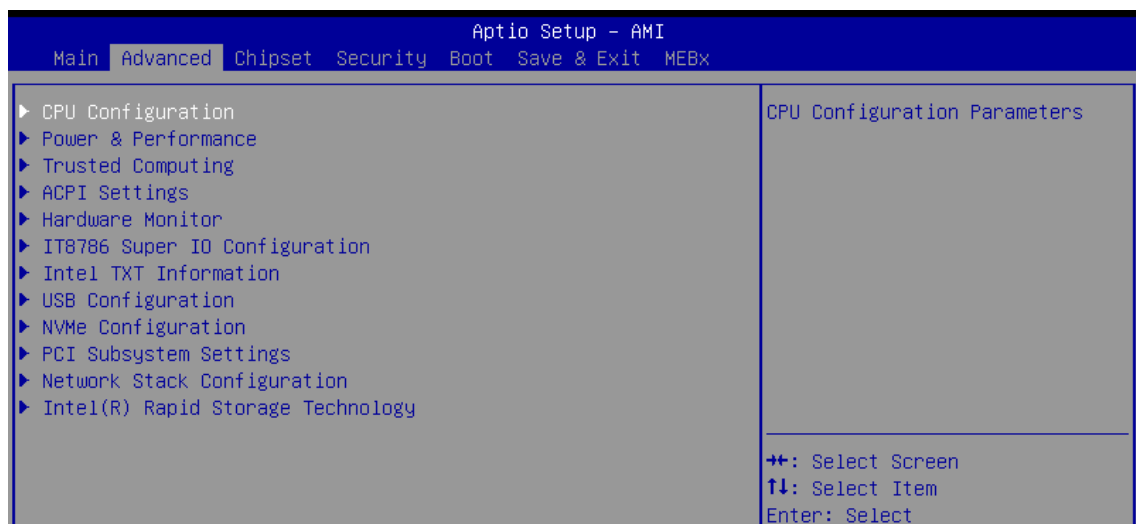 Aptio Setup – AMI
Main Advanced Chipset Security Boot Save & Exit MEBx
▶ CPU Configuration
▶ Power & Performance
▶ Trusted Computing
▶ ACPI Settings
▶ Hardware Monitor
▶ IT8786 Super IO Configuration
▶ Intel TXT Information
▶ USB Configuration
▶ NVMe Configuration
▶ PCI Subsystem Settings
▶ Network Stack Configuration
▶ Intel(R) Rapid Storage Technology
CPU Configuration Parameters
→←: Select Screen
↑↓: Select Item
Enter: Select